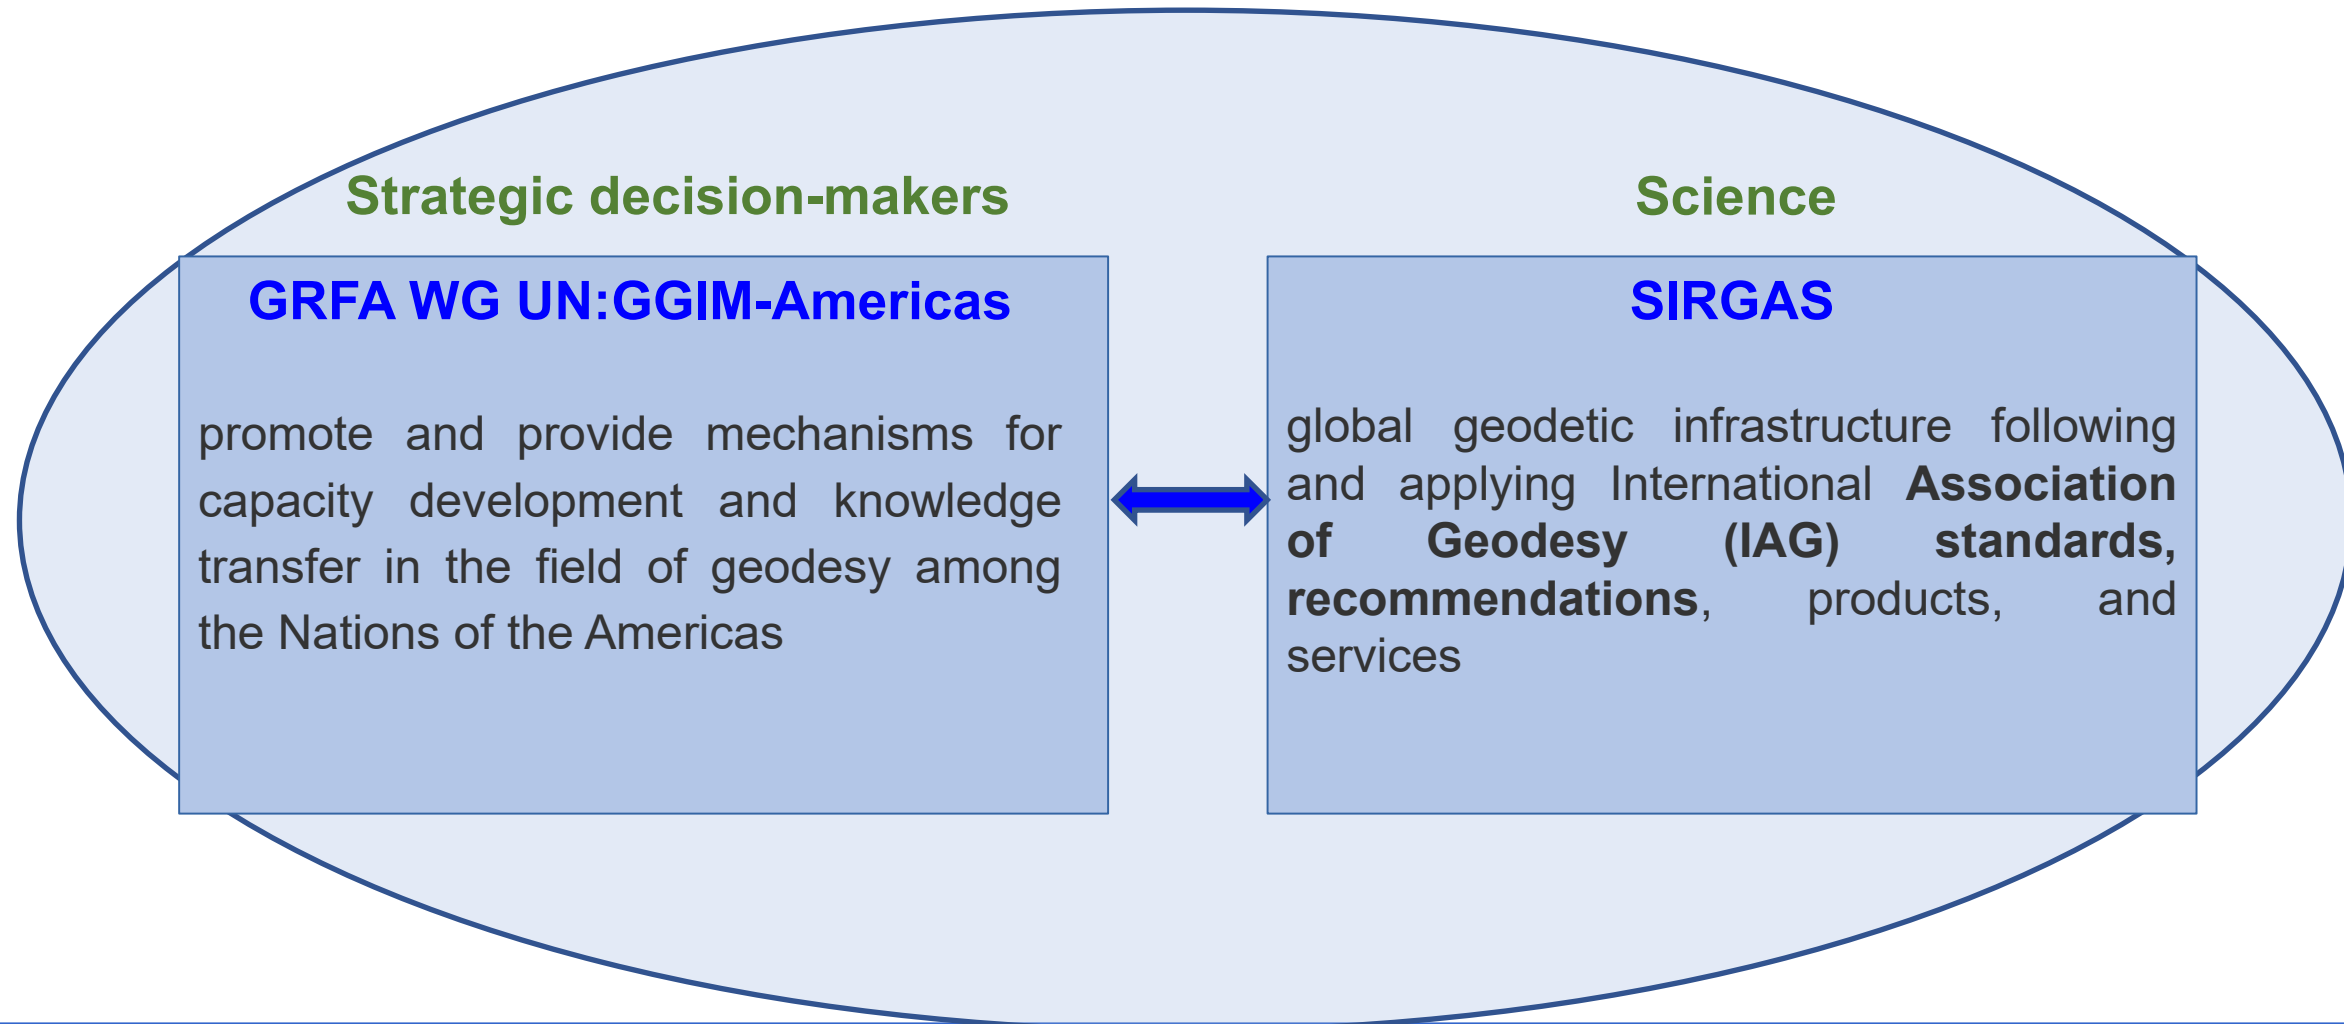 Strategic decision-makers
GRFA WG UN:GGIM-Americas
promote and provide mechanisms for
capacity development and knowledge
transfer in the field of geodesy among
the Nations of the Americas
Science
SIRGAS
global geodetic infrastructure following
and applying International Association
of Geodesy (IAG) standards,
recommendations, products, and
services